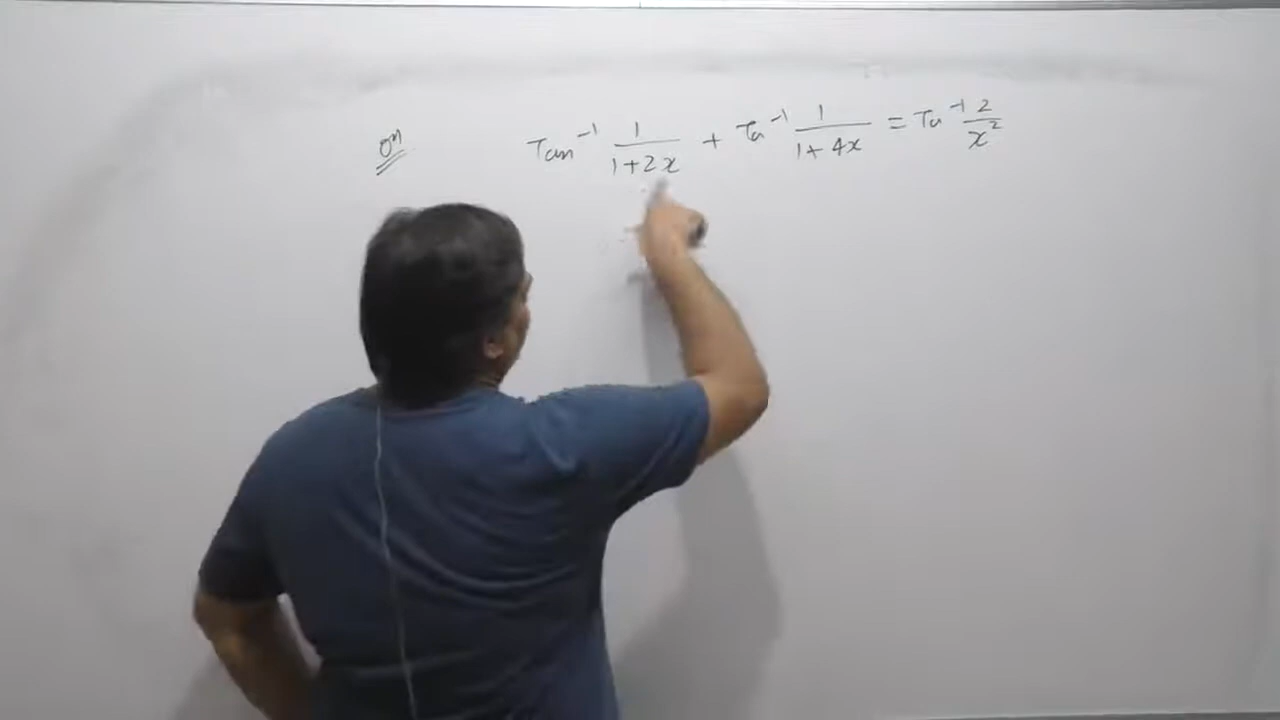 Qn Tan⁻¹ 1/(1+2x) + Ta⁻¹ 1/(1+4x) = Ta⁻¹ 2/x²